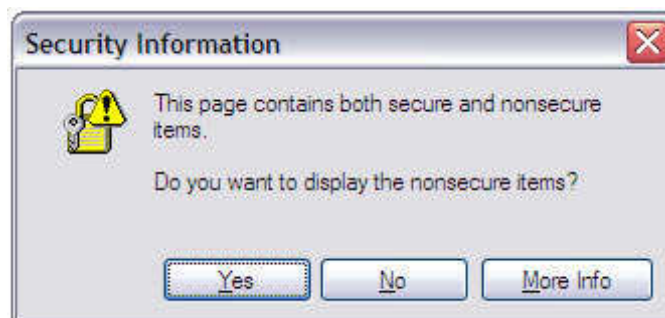 Security Information
This page contains both secure and nonsecure
items.
Do you want to display the nonsecure items?
Yes
No
More Info